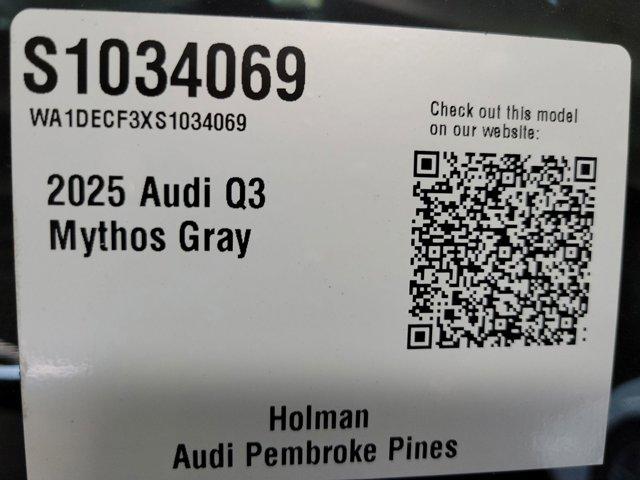 S1034069
WA1DECF3XS1034069
Check out this model
on our website:
2025 Audi Q3
Mythos Gray
Holman
Audi Pembroke Pines